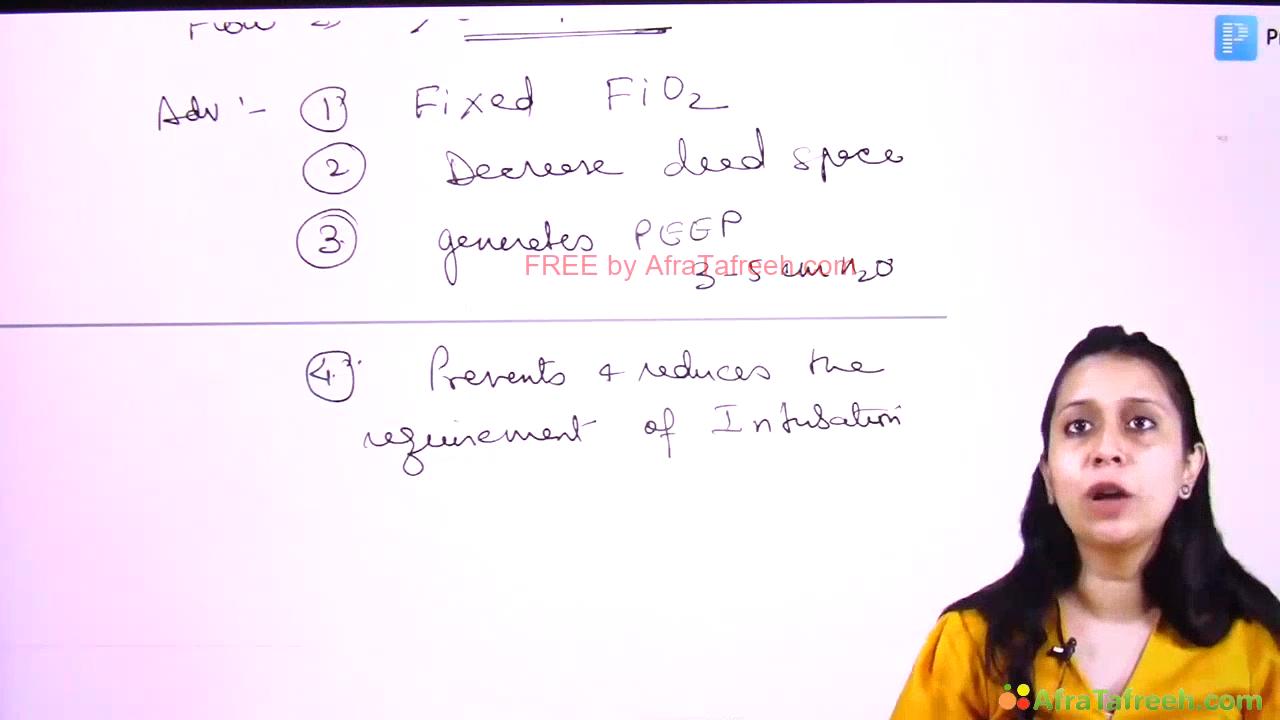 Flow
Adv :- ① Fixed FiO2
② Decrease dead space
③ generates PEEP
FREE by AfraTafreeh.com
3-5 cm H2O
④ Prevents & reduces the
requirement of Intubation
AfraTafreeh.com